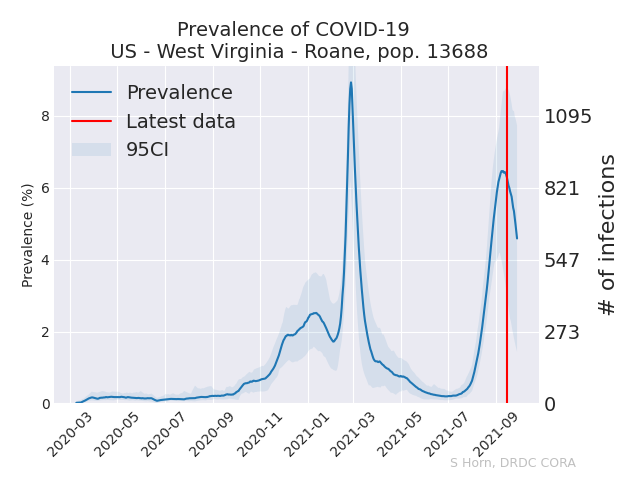 Prevalence of COVID-19
US - West Virginia - Roane, pop. 13688
Prevalence
Latest data
95CI
Prevalence (%)
8
6
4
2
0
1095
821
547
273
0
# of infections
2020-03
2020-05
2020-07
2020-09
2020-11
2021-01
2021-03
2021-05
2021-07
2021-09
S Horn, DRDC CORA